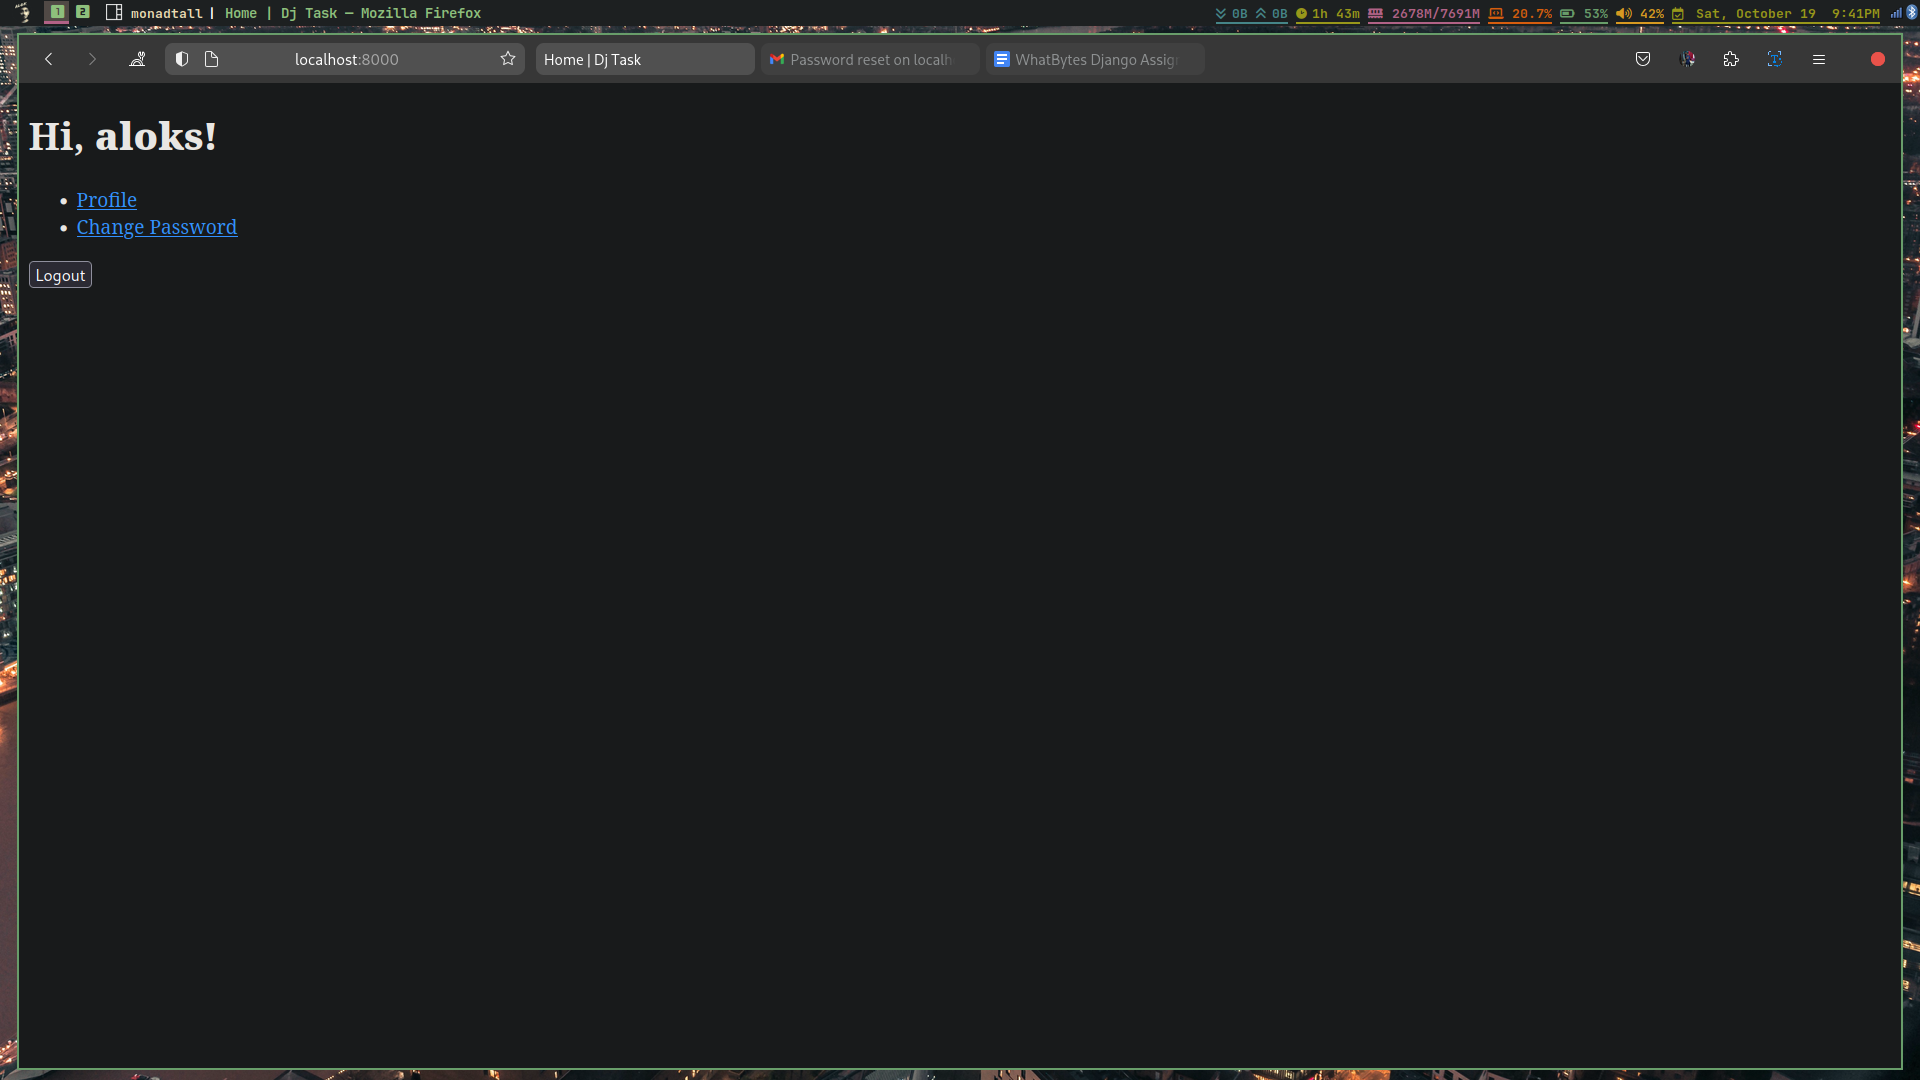 1 2 monadtall | Home | Dj Task — Mozilla Firefox 0B 0B 1h 43m 2678M/7691M 20.7% 53% 42% Sat, October 19 9:41PM
localhost:8000 Home | Dj Task Password reset on localh WhatBytes Django Assig
Hi, aloks!
Profile
Change Password
Logout